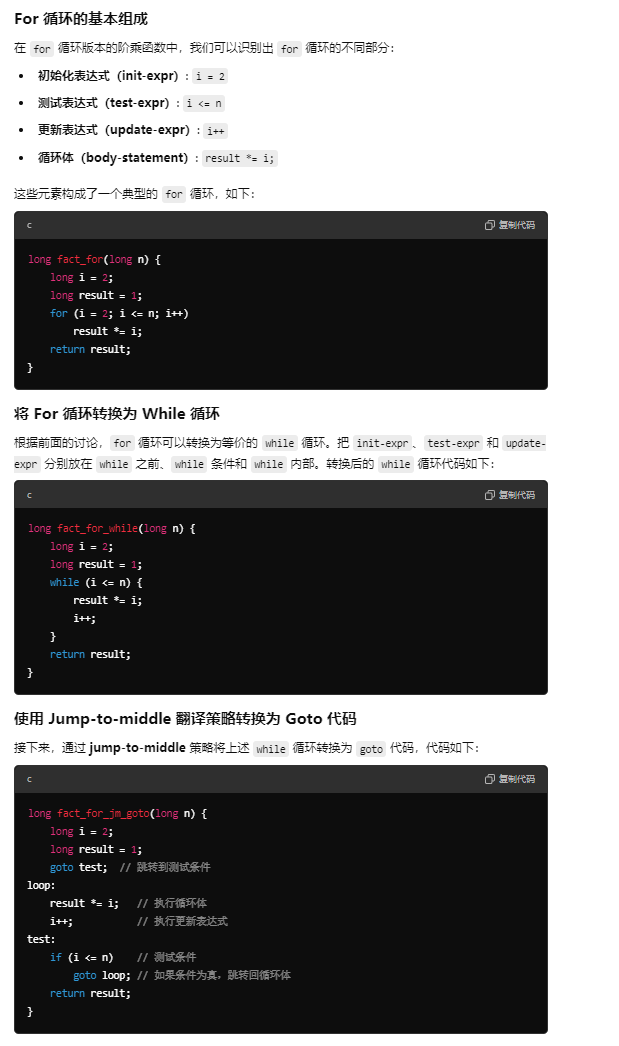 For 循环的基本组成
在 for 循环版本的阶乘函数中，我们可以识别出 for 循环的不同部分：
• 初始化表达式（init-expr）: i = 2
• 测试表达式（test-expr）: i <= n
• 更新表达式（update-expr）: i++
• 循环体（body-statement）: result *= i;
这些元素构成了一个典型的 for 循环，如下：
c 复制代码
long fact_for(long n) {
    long i = 2;
    long result = 1;
    for (i = 2; i <= n; i++)
        result *= i;
    return result;
}
将 For 循环转换为 While 循环
根据前面的讨论，for 循环可以转换为等价的 while 循环。把 init-expr、test-expr 和 update-
expr 分别放在 while 之前、while 条件和 while 内部。转换后的 while 循环代码如下：
c 复制代码
long fact_for_while(long n) {
    long i = 2;
    long result = 1;
    while (i <= n) {
        result *= i;
        i++;
    }
    return result;
}
使用 Jump-to-middle 翻译策略转换为 Goto 代码
接下来，通过 jump-to-middle 策略将上述 while 循环转换为 goto 代码，代码如下：
c 复制代码
long fact_for_jm_goto(long n) {
    long i = 2;
    long result = 1;
    goto test;  // 跳转到测试条件
loop:
    result *= i;   // 执行循环体
    i++;           // 执行更新表达式
test:
    if (i <= n)    // 测试条件
        goto loop; // 如果条件为真，跳转回循环体
    return result;
}